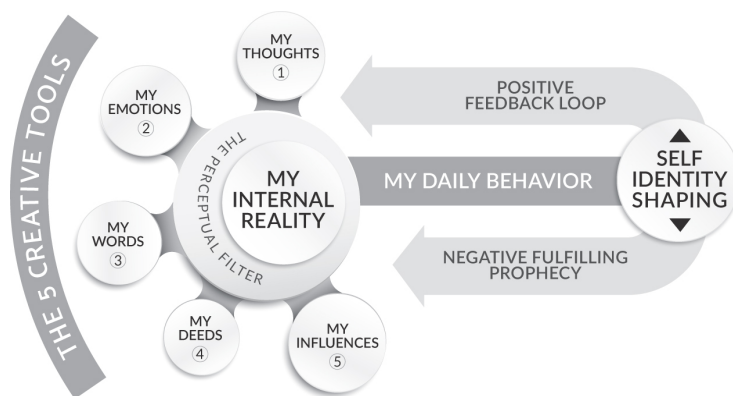 THE 5 CREATIVE TOOLS
MY
THOUGHTS
1
MY
EMOTIONS
2
MY
WORDS
3
MY
DEEDS
4
MY
INFLUENCES
5
THE PERCEPTUAL FILTER
MY
INTERNAL
REALITY
POSITIVE
FEEDBACK LOOP
MY DAILY BEHAVIOR
NEGATIVE FULFILLING
PROPHECY
SELF
IDENTITY
SHAPING